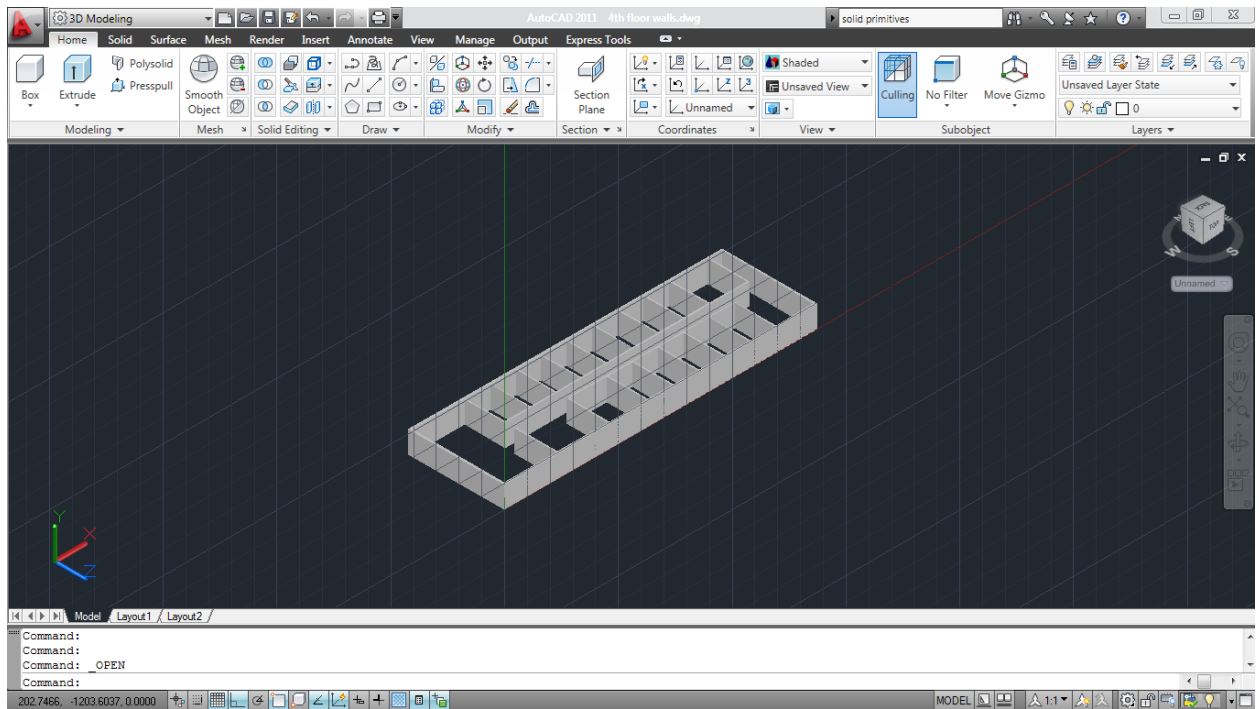 3D Modeling
AutoCAD 2011 4th floor walls.dwg
solid primitives
Home Solid Surface Mesh Render Insert Annotate View Manage Output Express Tools
Box
Extrude
Polysolid
Presspull
Smooth Object
Section Plane
Unnamed
Shaded
Unsaved View
Culling
No Filter
Move Gizmo
Unsaved Layer State
0
Modeling
Mesh
Solid Editing
Draw
Modify
Section
Coordinates
View
Subobject
Layers
LEFT
TOP
W
S
Unnamed
Y
X
Z
Model Layout1 Layout2
Command:
Command:
Command: _OPEN
Command:
202.7466, -1203.6037, 0.0000
MODEL
1:1